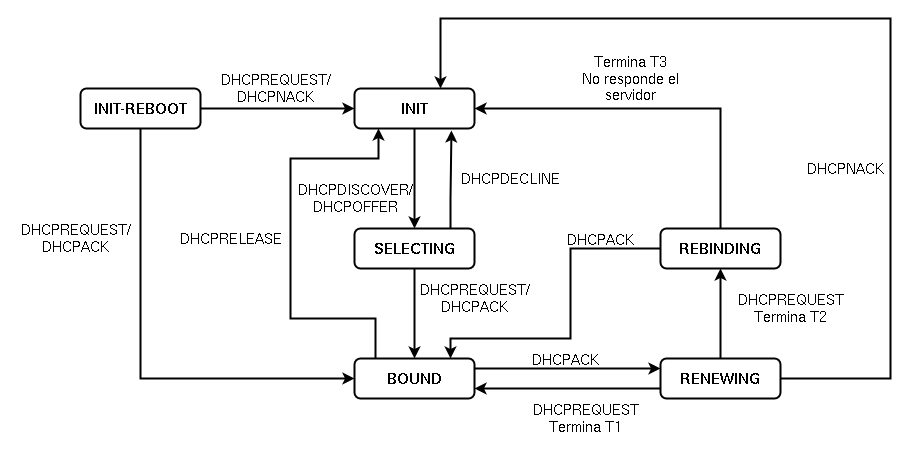 Termina T3
No responde el
servidor
DHCPREQUEST/
DHCPNACK
INIT-REBOOT
INIT
DHCPNACK
DHCPDECLINE
DHCPDISCOVER/
DHCPOFFER
DHCPREQUEST/
DHCPACK
DHCPRELEASE
SELECTING
DHCPACK
REBINDING
DHCPREQUEST/
DHCPACK
DHCPREQUEST
Termina T2
DHCPACK
BOUND
RENEWING
DHCPREQUEST
Termina T1